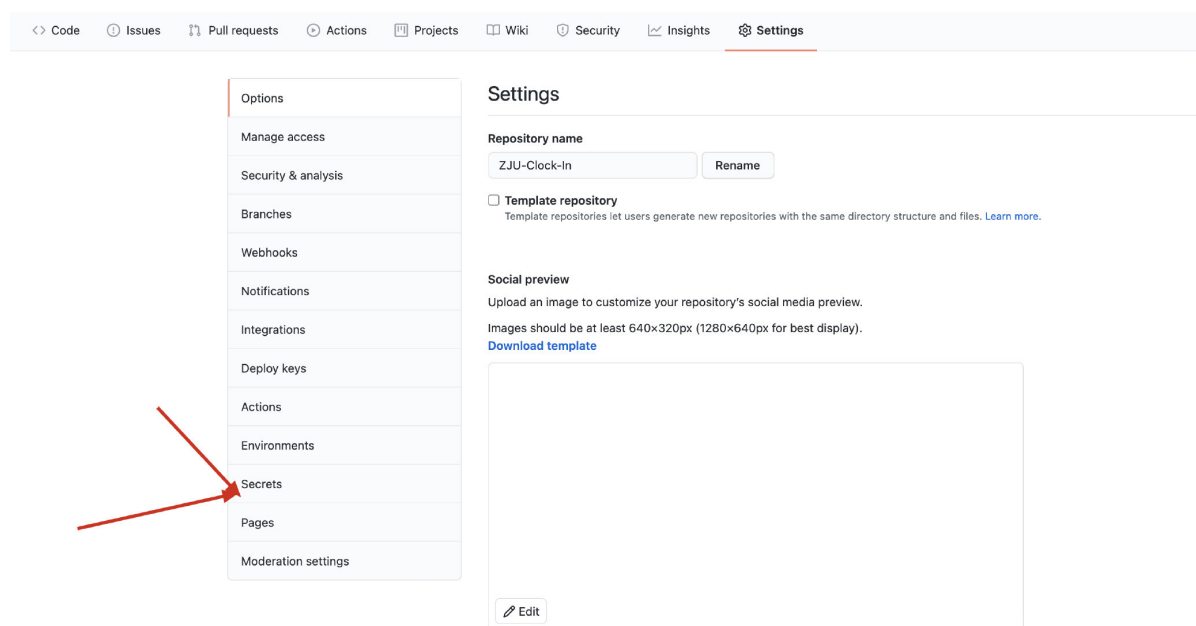 Code Issues Pull requests Actions Projects Wiki Security Insights Settings
Options
Manage access
Security & analysis
Branches
Webhooks
Notifications
Integrations
Deploy keys
Actions
Environments
Secrets
Pages
Moderation settings
Settings
Repository name
ZJU-Clock-In Rename
Template repository
Template repositories let users generate new repositories with the same directory structure and files. Learn more.
Social preview
Upload an image to customize your repository's social media preview.
Images should be at least 640×320px (1280×640px for best display).
Download template
Edit